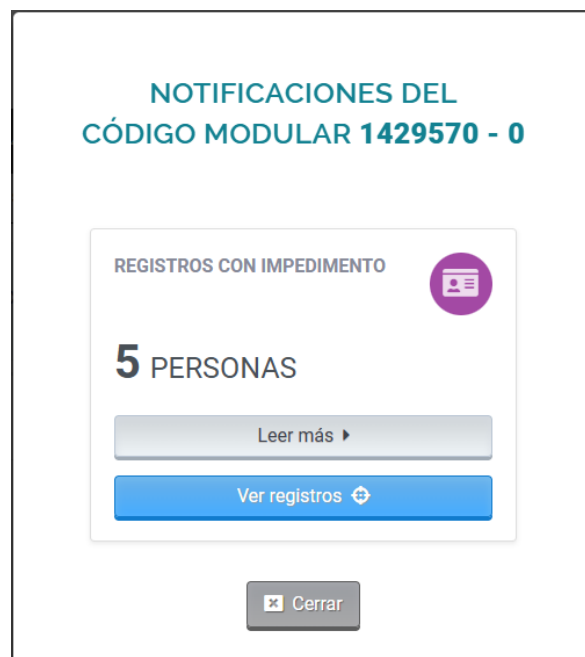 NOTIFICACIONES DEL
CÓDIGO MODULAR 1429570 - 0
REGISTROS CON IMPEDIMENTO
5 PERSONAS
Leer más
Ver registros
Cerrar